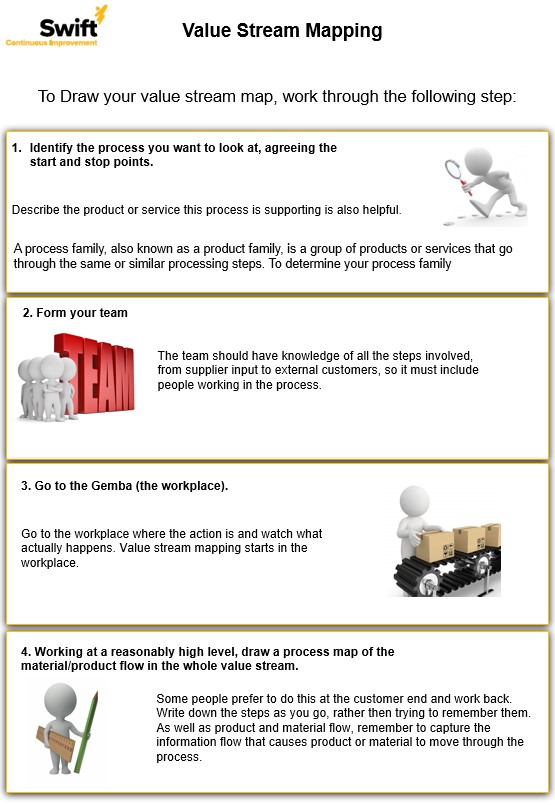 Swift
Continuous Improvement
Value Stream Mapping
To Draw your value stream map, work through the following step:
1. Identify the process you want to look at, agreeing the
start and stop points.
Describe the product or service this process is supporting is also helpful.
A process family, also known as a product family, is a group of products or services that go
through the same or similar processing steps. To determine your process family
2. Form your team
TEAM
The team should have knowledge of all the steps involved,
from supplier input to external customers, so it must include
people working in the process.
3. Go to the Gemba (the workplace).
Go to the workplace where the action is and watch what
actually happens. Value stream mapping starts in the
workplace.
4. Working at a reasonably high level, draw a process map of the
material/product flow in the whole value stream.
Some people prefer to do this at the customer end and work back.
Write down the steps as you go, rather then trying to remember them.
As well as product and material flow, remember to capture the
information flow that causes product or material to move through the
process.